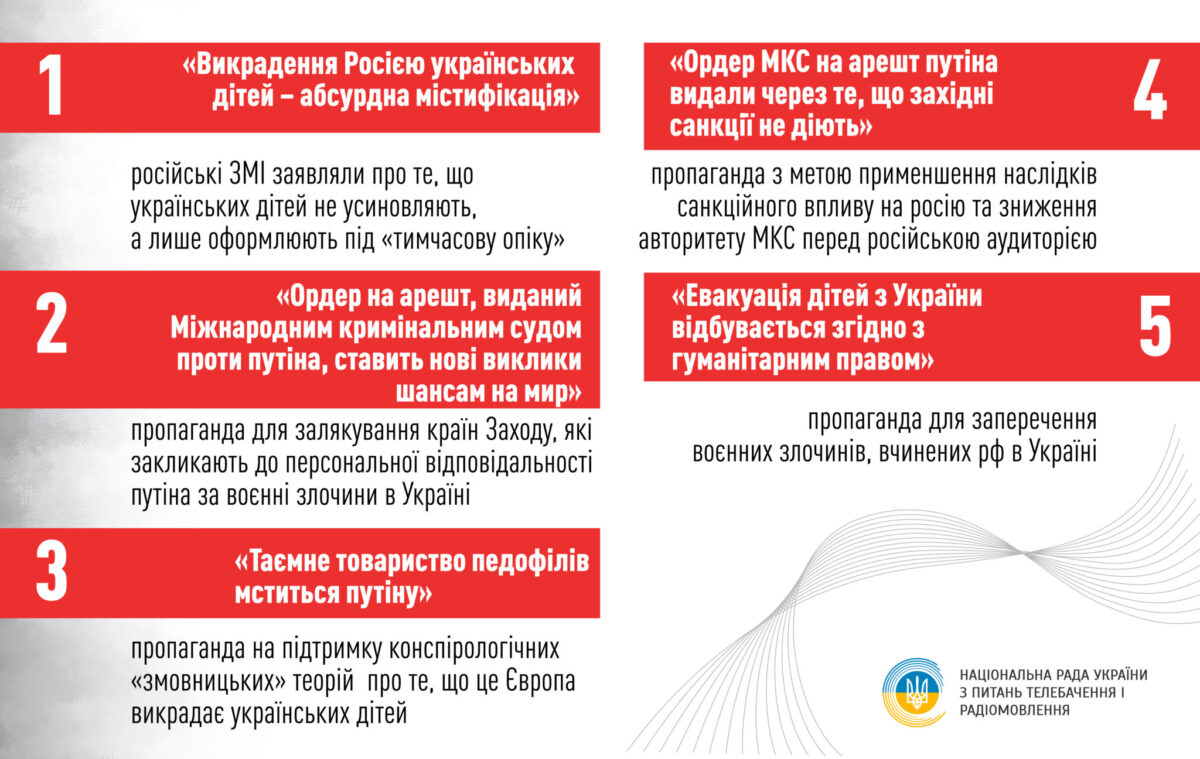 1
«Викрадення Росією українських
дітей – абсурдна містифікація»
російські ЗМІ заявляли про те, що
українських дітей не усиновляють,
а лише оформлюють під «тимчасову опіку»
2
«Ордер на арешт, виданий
Міжнародним кримінальним судом
проти путіна, ставить нові виклики
шансам на мир»
пропаганда для залякування країн Заходу, які
закликають до персональної відповідальності
путіна за воєнні злочини в Україні
3
«Таємне товариство педофілів
мститься путіну»
пропаганда на підтримку конспірологічних
«змовницьких» теорій про те, що це Європа
викрадає українських дітей
4
«Ордер МКС на арешт путіна
видали через те, що західні
санкції не діють»
пропаганда з метою применшення наслідків
санкційного впливу на росію та зниження
авторитету МКС перед російською аудиторією
5
«Евакуація дітей з України
відбувається згідно з
гуманітарним правом»
пропаганда для заперечення
воєнних злочинів, вчинених рф в Україні
НАЦІОНАЛЬНА РАДА УКРАЇНИ
З ПИТАНЬ ТЕЛЕБАЧЕННЯ І
РАДІОМОВЛЕННЯ